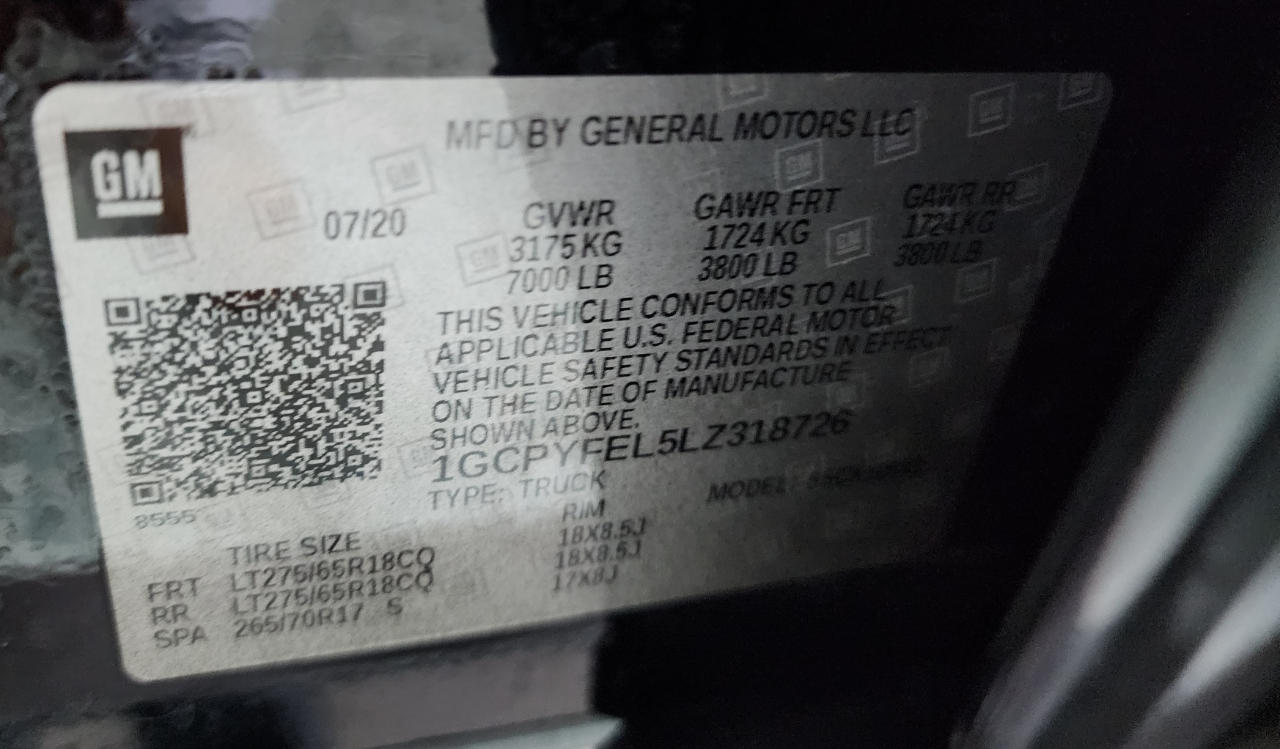 GM
MFD BY GENERAL MOTORS LLC
07/20 GVWR GAWR FRT GAWR RR
3175 KG 1724 KG 1724 KG
7000 LB 3800 LB 3800 LB
THIS VEHICLE CONFORMS TO ALL
APPLICABLE U.S. FEDERAL MOTOR
VEHICLE SAFETY STANDARDS IN EFFECT
ON THE DATE OF MANUFACTURE
SHOWN ABOVE.
1GCPYFEL5LZ318726
TYPE: TRUCK MODEL:
8555
TIRE SIZE RIM
FRT LT275/65R18CQ 18X8.5J
RR LT275/65R18CQ 18X8.5J
SPA 265/70R17 S 17X8J